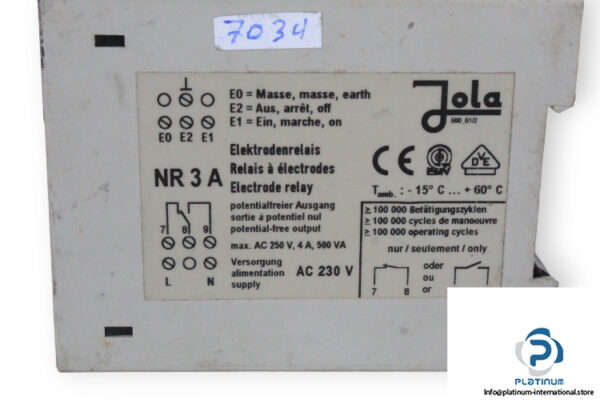 7034
E0 = Masse, masse, earth
E2 = Aus, arrêt, off
E1 = Ein, marche, on
E0 E2 E1
Jola
CE
VDE
NR 3 A
Elektrodenrelais
Relais à électrodes
Electrode relay
Tamb. : - 15° C ... + 60° C
potentialfreier Ausgang
sortie à potentiel nul
potential-free output
7 8 9
max. AC 250 V, 4 A, 500 VA
Versorgung
alimentation
supply
AC 230 V
L N
≥ 100 000 Betätigungszyklen
≥ 100 000 cycles de manoeuvre
≥ 100 000 operating cycles
nur / seulement / only
oder
ou
or
7 8
PLATINUM
Info@platinum-international.store